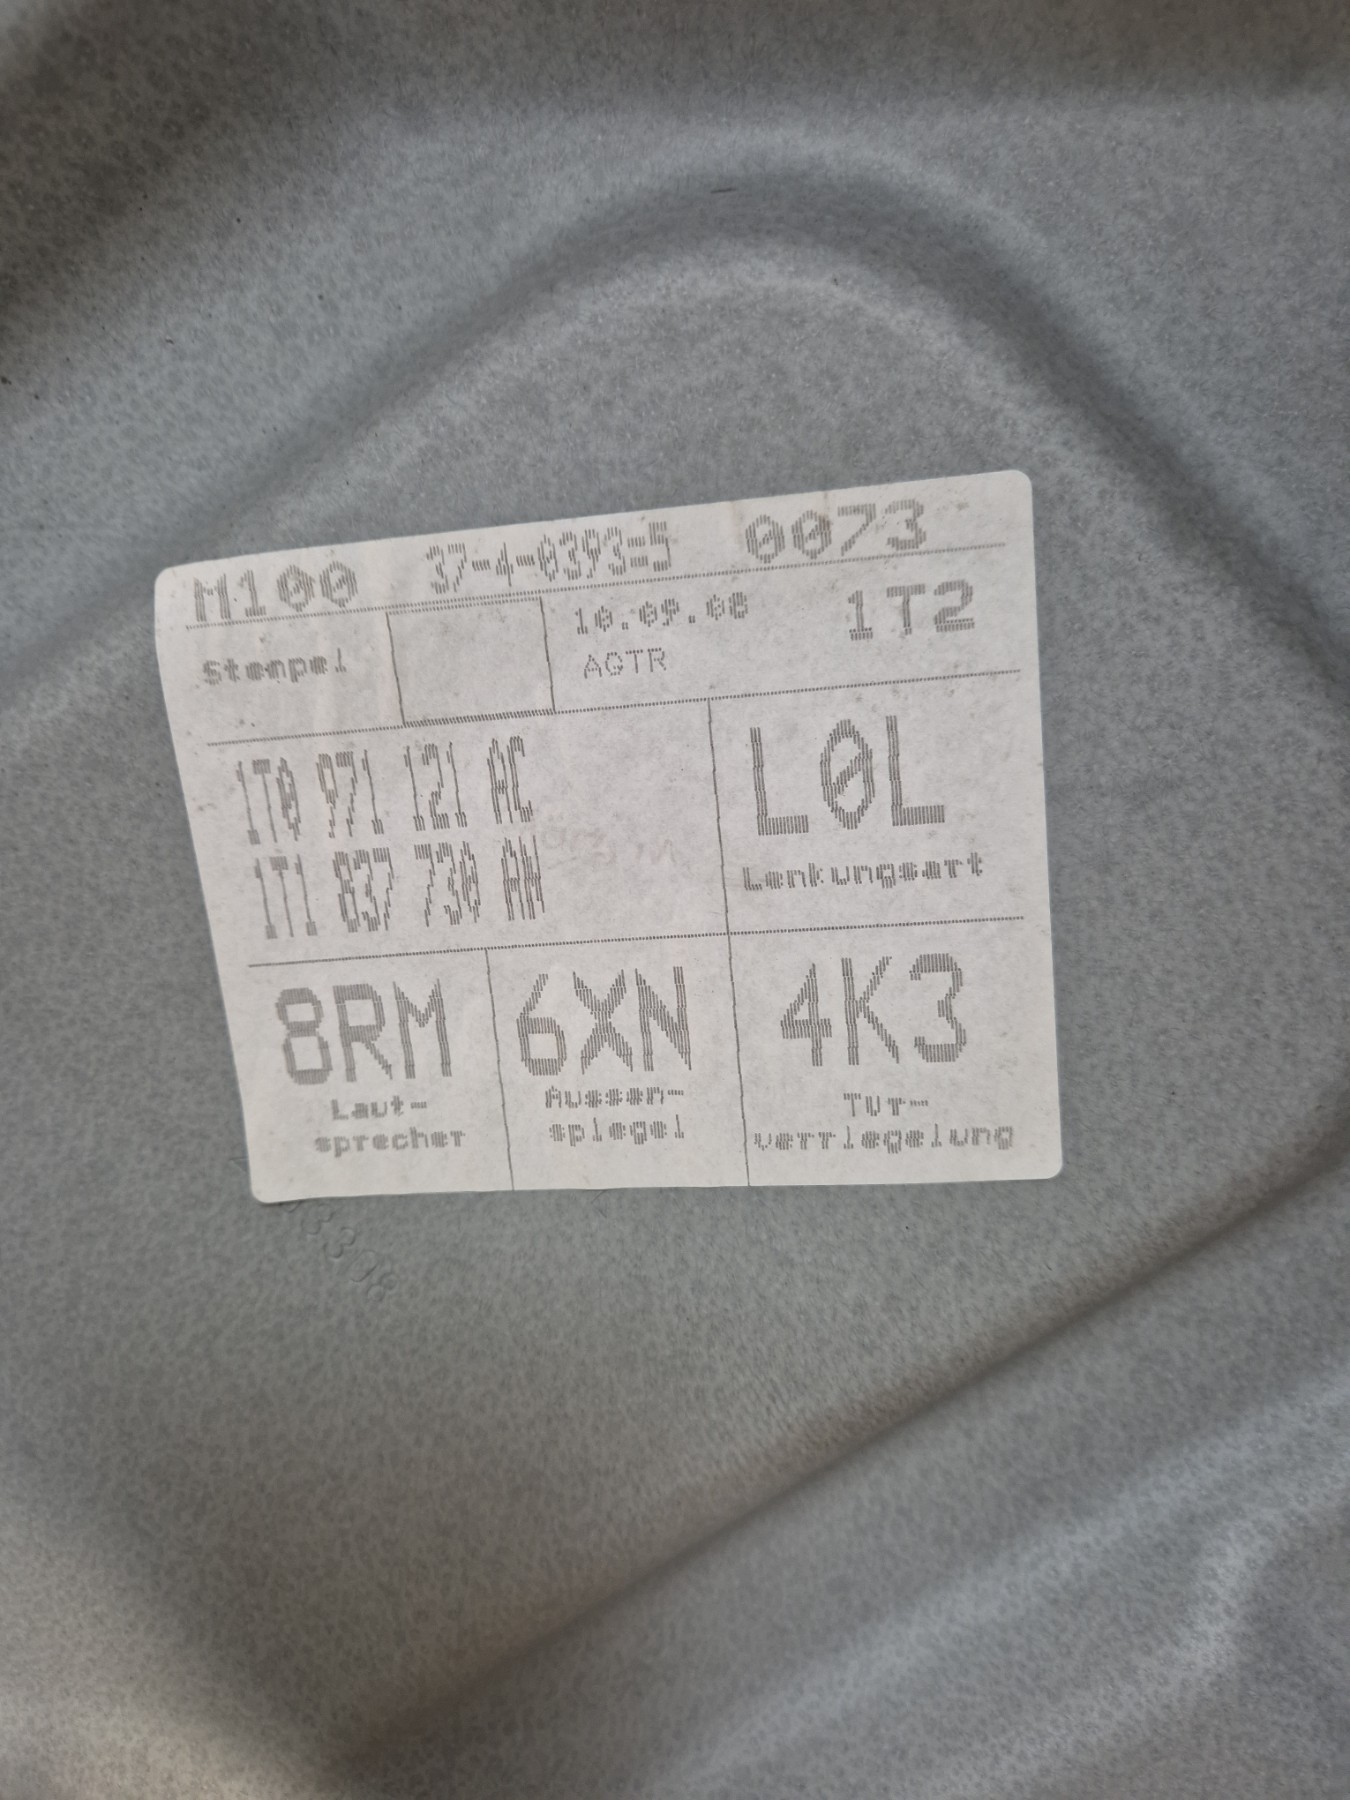 M100 37-4-0393-5 0073
Stempel 10.09.08 1T2
AGTR
1T0 971 121 AC
1T1 837 730 AN
L0L
Lenkungsart
8RM 6XN 4K3
Laut-
sprecher
Aussen-
spiegel
Tür-
verriegelung